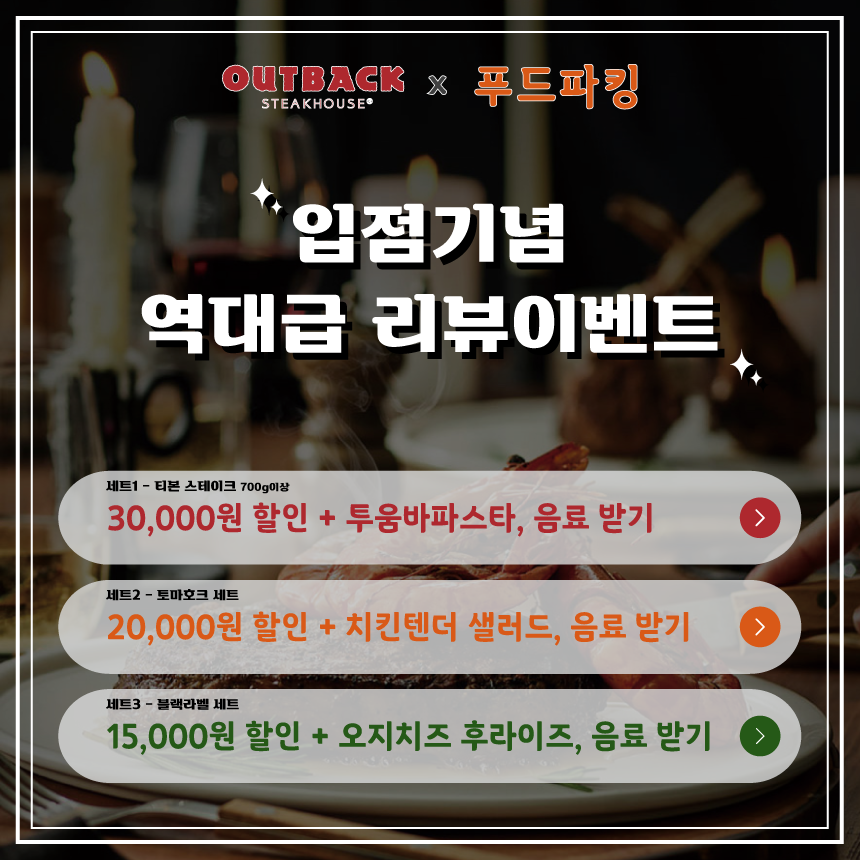 OUTBACK x 푸드파킹
STEAKHOUSE®
입점기념
역대급 리뷰이벤트
세트1 - 티본 스테이크 700g이상
30,000원 할인 + 투움바파스타, 음료 받기
세트2 - 토마호크 세트
20,000원 할인 + 치킨텐더 샐러드, 음료 받기
세트3 - 블랙라벨 세트
15,000원 할인 + 오지치즈 후라이즈, 음료 받기